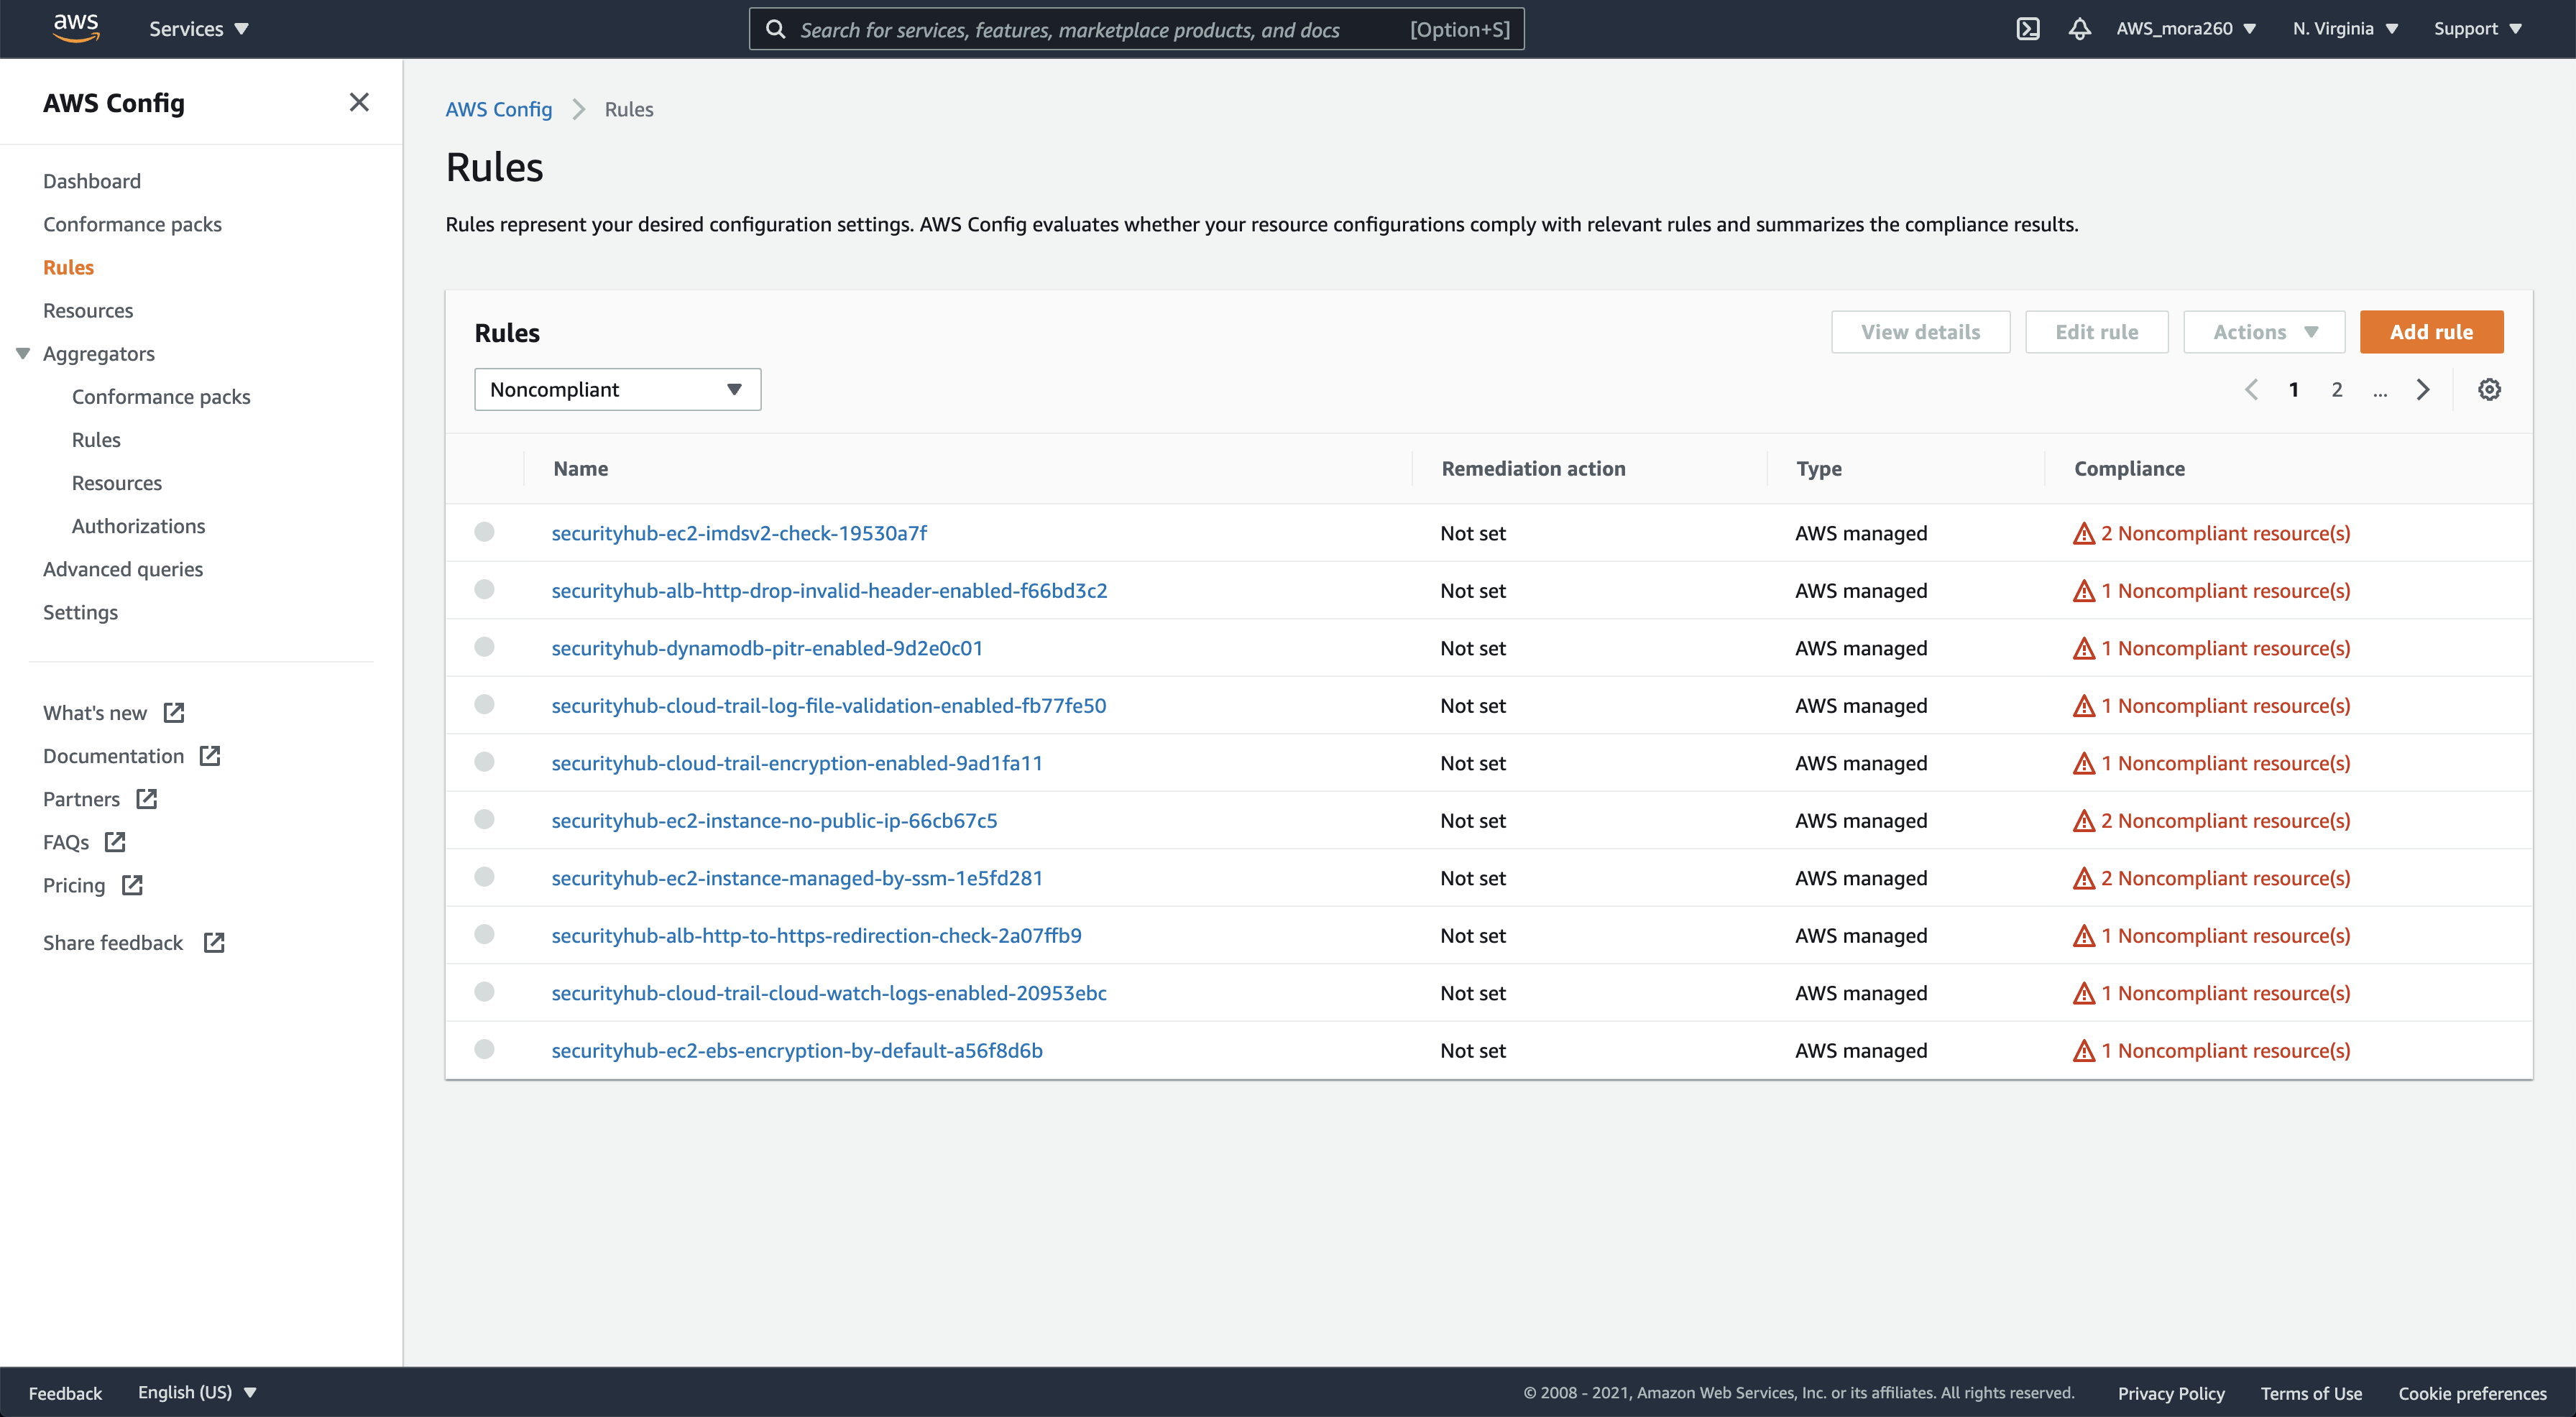 aws
Services
Search for services, features, marketplace products, and docs [Option+S]
AWS_mora260
N. Virginia
Support
AWS Config
Dashboard
Conformance packs
Rules
Resources
Aggregators
Conformance packs
Rules
Resources
Authorizations
Advanced queries
Settings
What's new
Documentation
Partners
FAQs
Pricing
Share feedback
AWS Config Rules
Rules
Rules represent your desired configuration settings. AWS Config evaluates whether your resource configurations comply with relevant rules and summarizes the compliance results.
Rules
View details Edit rule Actions Add rule
Noncompliant
1 2 ...
Name Remediation action Type Compliance
securityhub-ec2-imdsv2-check-19530a7f Not set AWS managed 2 Noncompliant resource(s)
securityhub-alb-http-drop-invalid-header-enabled-f66bd3c2 Not set AWS managed 1 Noncompliant resource(s)
securityhub-dynamodb-pitr-enabled-9d2e0c01 Not set AWS managed 1 Noncompliant resource(s)
securityhub-cloud-trail-log-file-validation-enabled-fb77fe50 Not set AWS managed 1 Noncompliant resource(s)
securityhub-cloud-trail-encryption-enabled-9ad1fa11 Not set AWS managed 1 Noncompliant resource(s)
securityhub-ec2-instance-no-public-ip-66cb67c5 Not set AWS managed 2 Noncompliant resource(s)
securityhub-ec2-instance-managed-by-ssm-1e5fd281 Not set AWS managed 2 Noncompliant resource(s)
securityhub-alb-http-to-https-redirection-check-2a07ffb9 Not set AWS managed 1 Noncompliant resource(s)
securityhub-cloud-trail-cloud-watch-logs-enabled-20953ebc Not set AWS managed 1 Noncompliant resource(s)
securityhub-ec2-ebs-encryption-by-default-a56f8d6b Not set AWS managed 1 Noncompliant resource(s)
Feedback English (US) © 2008 - 2021, Amazon Web Services, Inc. or its affiliates. All rights reserved. Privacy Policy Terms of Use Cookie preferences